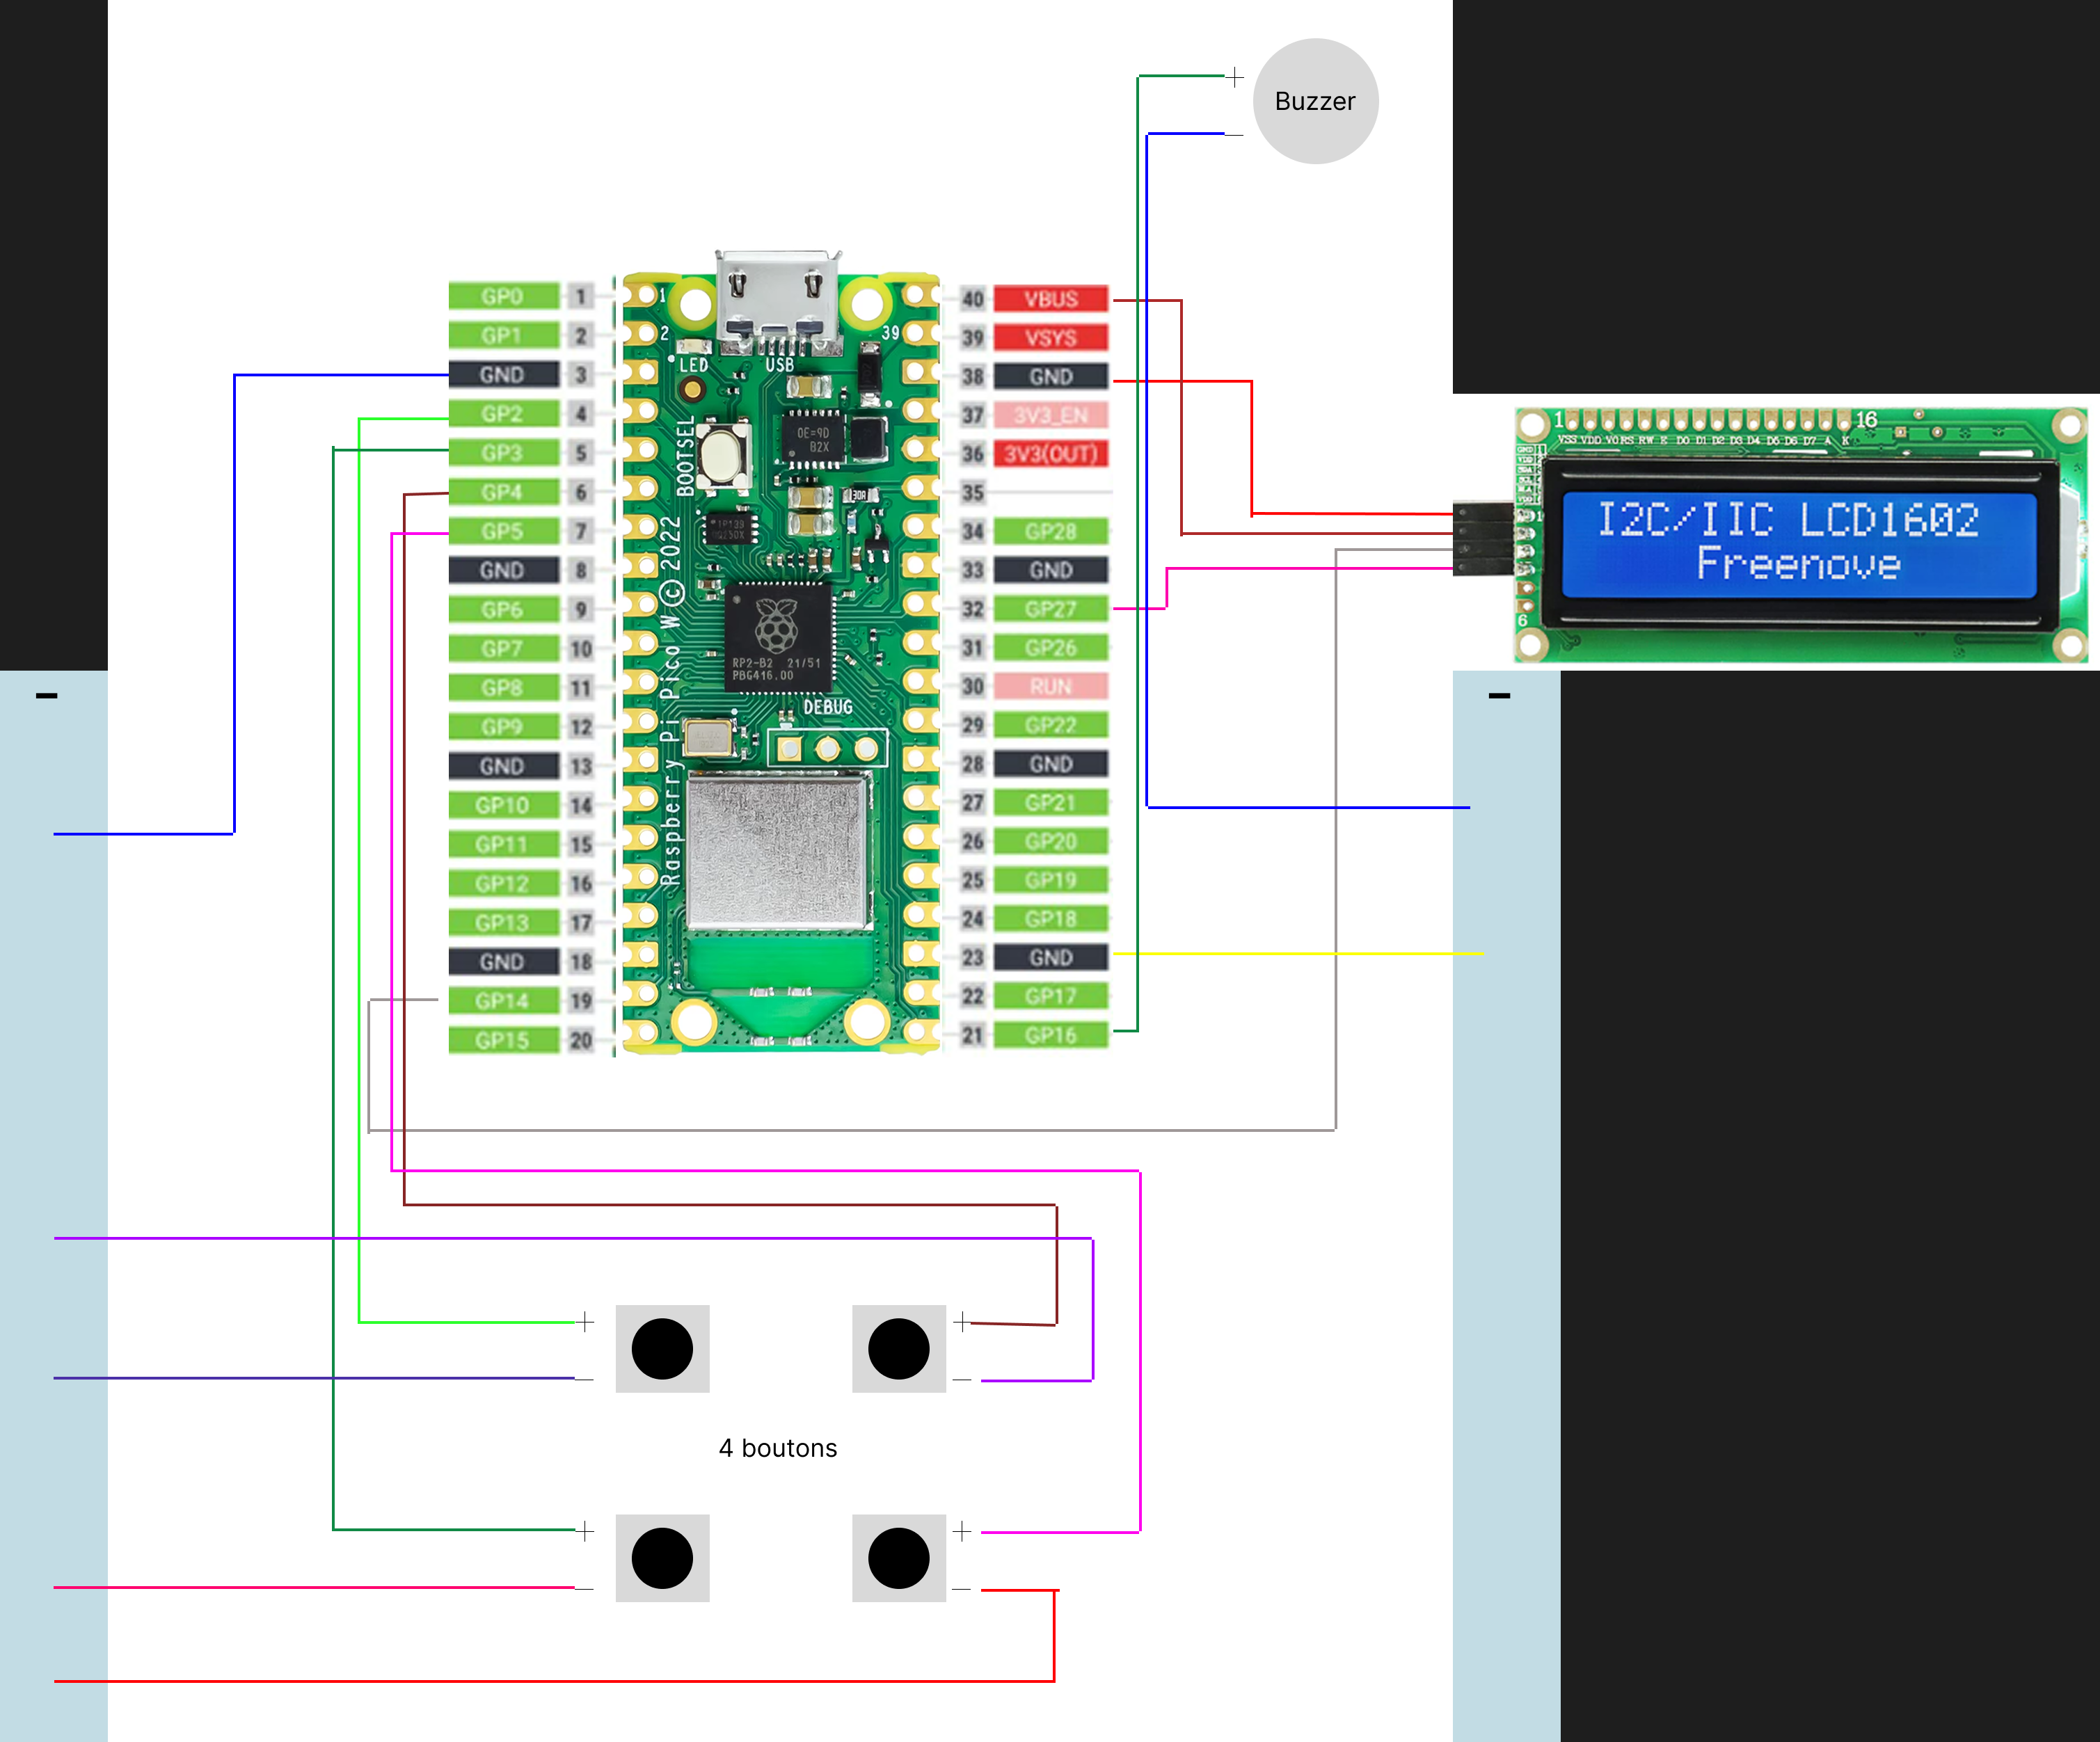 Buzzer
GP0 1
GP1 2
GND 3
GP2 4
GP3 5
GP4 6
GP5 7
GND 8
GP6 9
GP7 10
GP8 11
GP9 12
GND 13
GP10 14
GP11 15
GP12 16
GP13 17
GND 18
GP14 19
GP15 20
1
2
39
LED
USB
BOOTSEL
Raspberry Pi Pico W © 2022
RP2-B2 21/51
PBG416.00
DEBUG
40 VBUS
39 VSYS
38 GND
37 3V3_EN
36 3V3(OUT)
35
34 GP28
33 GND
32 GP27
31 GP26
30 RUN
29 GP22
28 GND
27 GP21
26 GP20
25 GP19
24 GP18
23 GND
22 GP17
21 GP16
1 16
VSS VDD V0 RS RW E D0 D1 D2 D3 D4 D5 D6 D7 A K
I2C/IIC LCD1602
Freenove
6
4 boutons